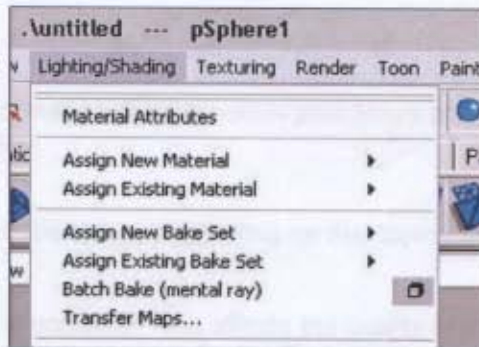 .\untitled --- pSphere1
Lighting/Shading Texturing Render Toon Paint
Material Attributes
Assign New Material
Assign Existing Material
Assign New Bake Set
Assign Existing Bake Set
Batch Bake (mental ray)
Transfer Maps...